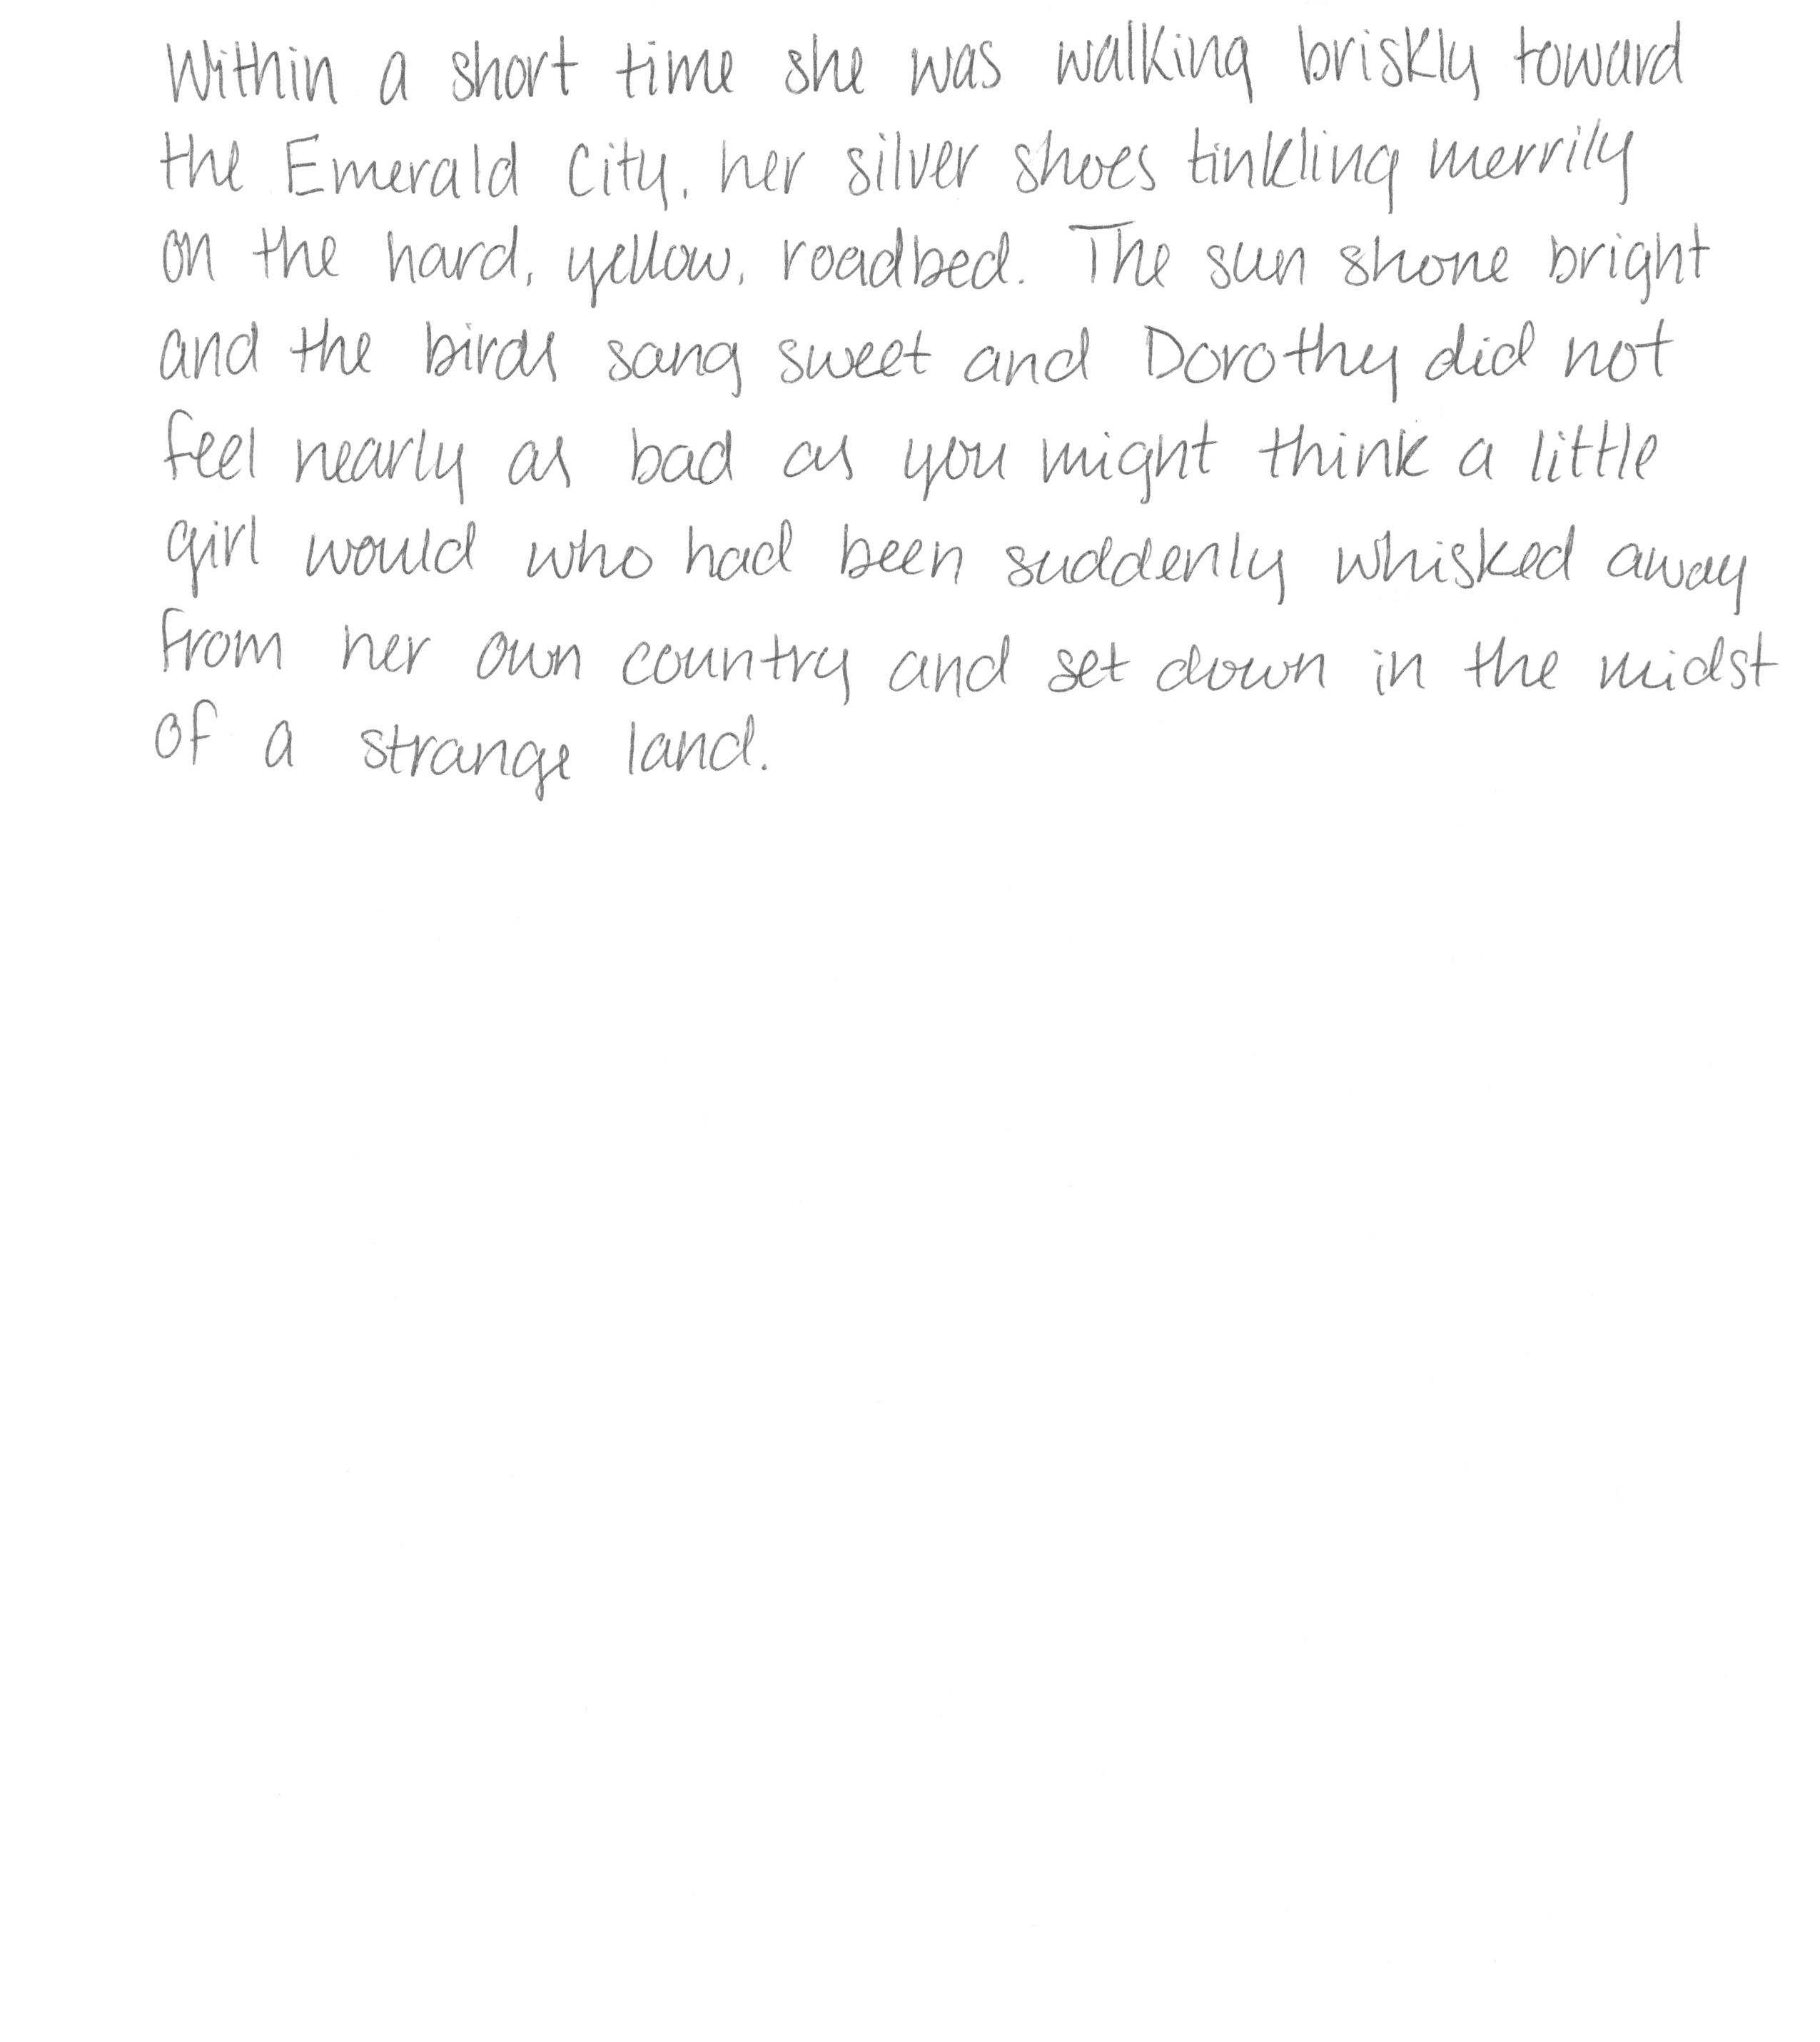 Within a short time she was walking briskly toward
the Emerald City, her silver shoes tinkling merrily
on the hard, yellow, roadbed. The sun shone bright
and the birds sang sweet and Dorothy did not
feel nearly as bad as you might think a little
girl would who had been suddenly whisked away
from her own country and set down in the midst
of a strange land.